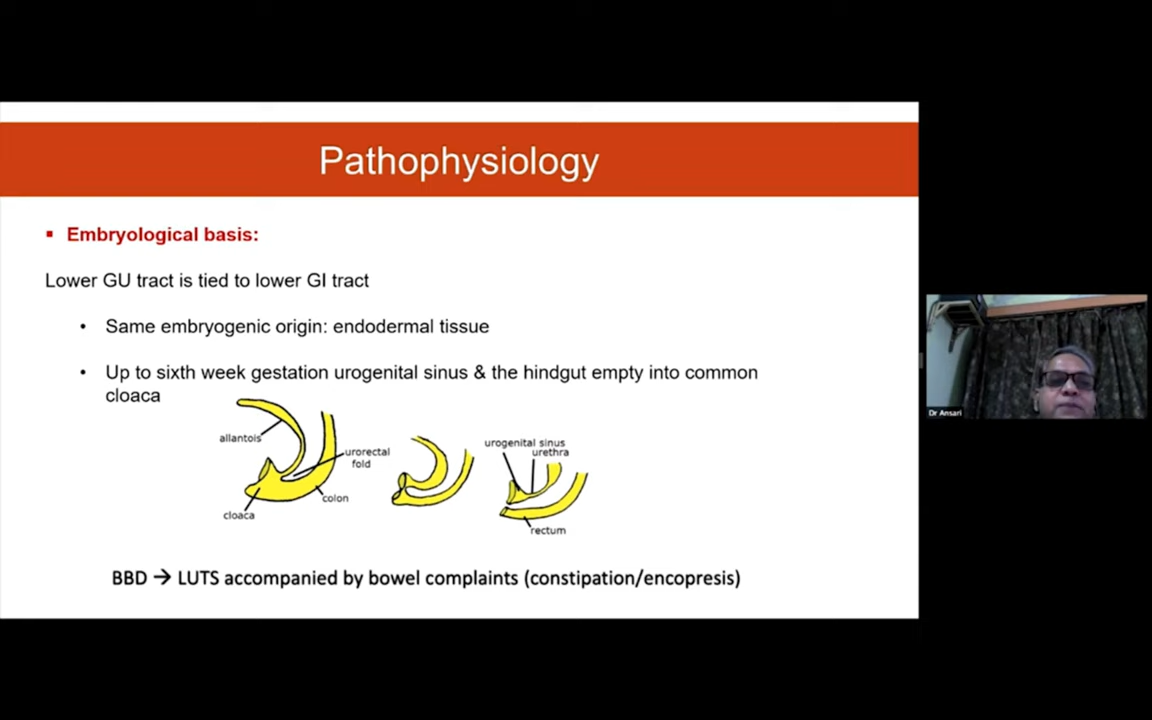 Pathophysiology
▪ Embryological basis:
Lower GU tract is tied to lower GI tract
• Same embryogenic origin: endodermal tissue
• Up to sixth week gestation urogenital sinus & the hindgut empty into common
cloaca
allantois
urorectal
fold
colon
cloaca
urogenital sinus
urethra
rectum
BBD → LUTS accompanied by bowel complaints (constipation/encopresis)
Dr Ansari